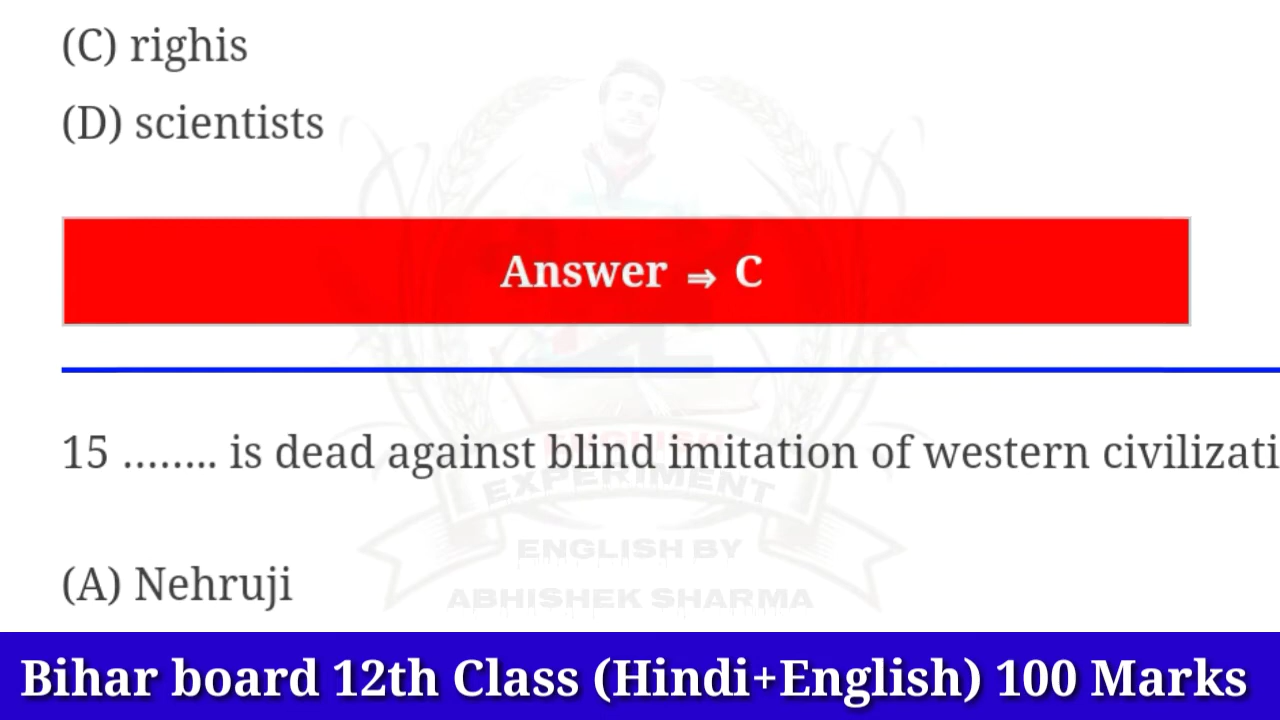 (C) righis
(D) scientists
Answer ⇒ C
15 ........ is dead against blind imitation of western civilizati
EXPERIMENT
ENGLISH BY
ABHISHEK SHARMA
(A) Nehruji
Bihar board 12th Class (Hindi+English) 100 Marks